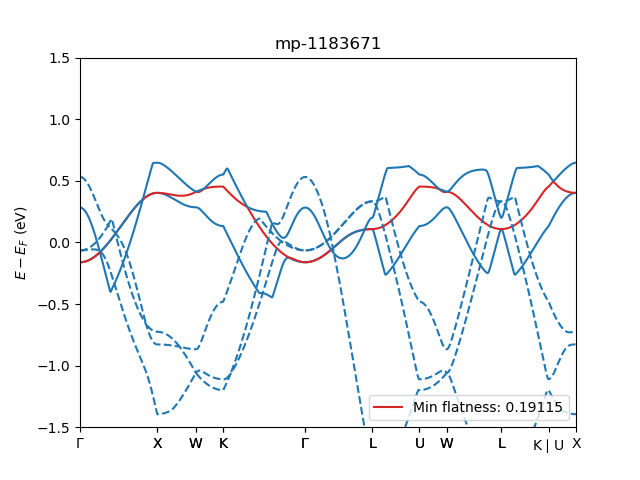 mp-1183671
E − E_F (eV)
1.5
1.0
0.5
0.0
−0.5
−1.0
−1.5
Min flatness: 0.19115
Γ X W K Γ L U W L K | U X